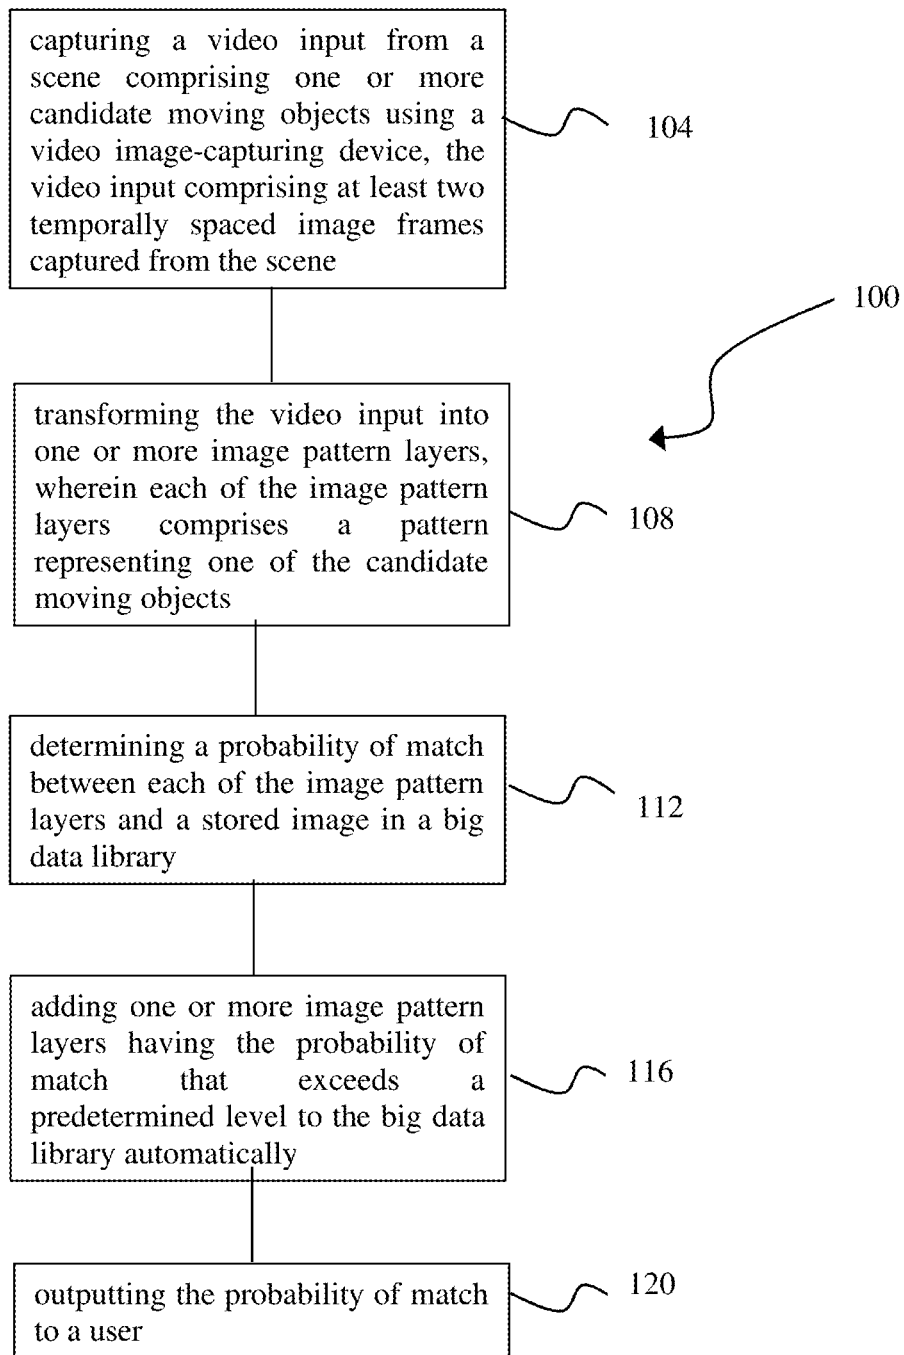 capturing a video input from a
scene comprising one or more
candidate moving objects using a
video image-capturing device, the
video input comprising at least two
temporally spaced image frames
captured from the scene
104
100
transforming the video input into
one or more image pattern layers,
wherein each of the image pattern
layers comprises a pattern
representing one of the candidate
moving objects
108
determining a probability of match
between each of the image pattern
layers and a stored image in a big
data library
112
adding one or more image pattern
layers having the probability of
match that exceeds a
predetermined level to the big data
library automatically
116
outputting the probability of match
to a user
120